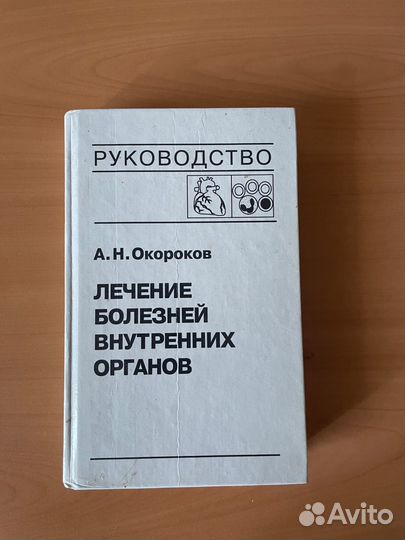 РУКОВОДСТВО
А.Н.Окороков
ЛЕЧЕНИЕ
БОЛЕЗНЕЙ
ВНУТРЕННИХ
ОРГАНОВ
Avito